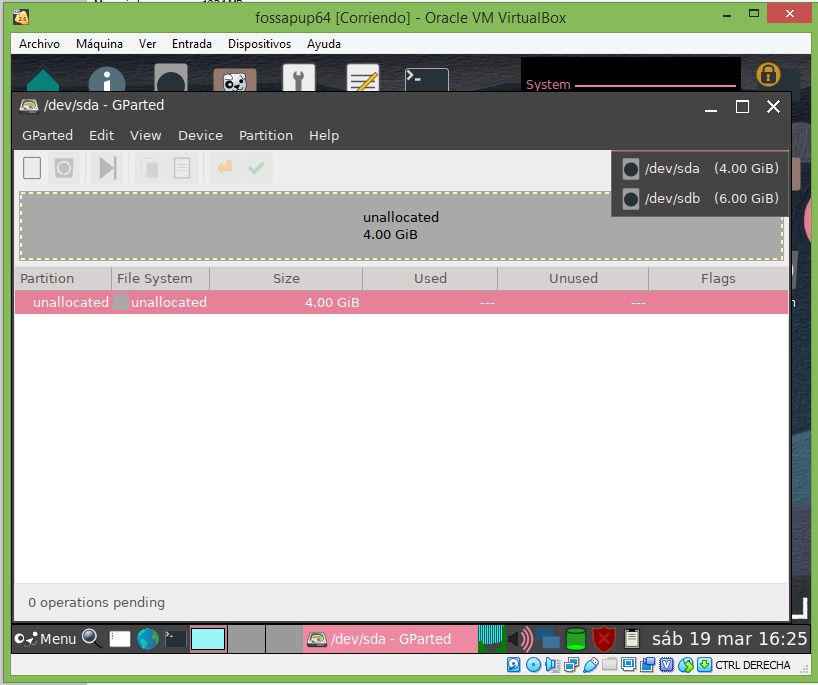 fossapup64 [Corriendo] - Oracle VM VirtualBox
Archivo Máquina Ver Entrada Dispositivos Ayuda
System
/dev/sda - GParted
GParted Edit View Device Partition Help
/dev/sda (4.00 GiB)
/dev/sdb (6.00 GiB)
unallocated
4.00 GiB
Partition File System Size Used Unused Flags
unallocated unallocated 4.00 GiB --- ---
0 operations pending
Menu /dev/sda - GParted sáb 19 mar 16:25
CTRL DERECHA